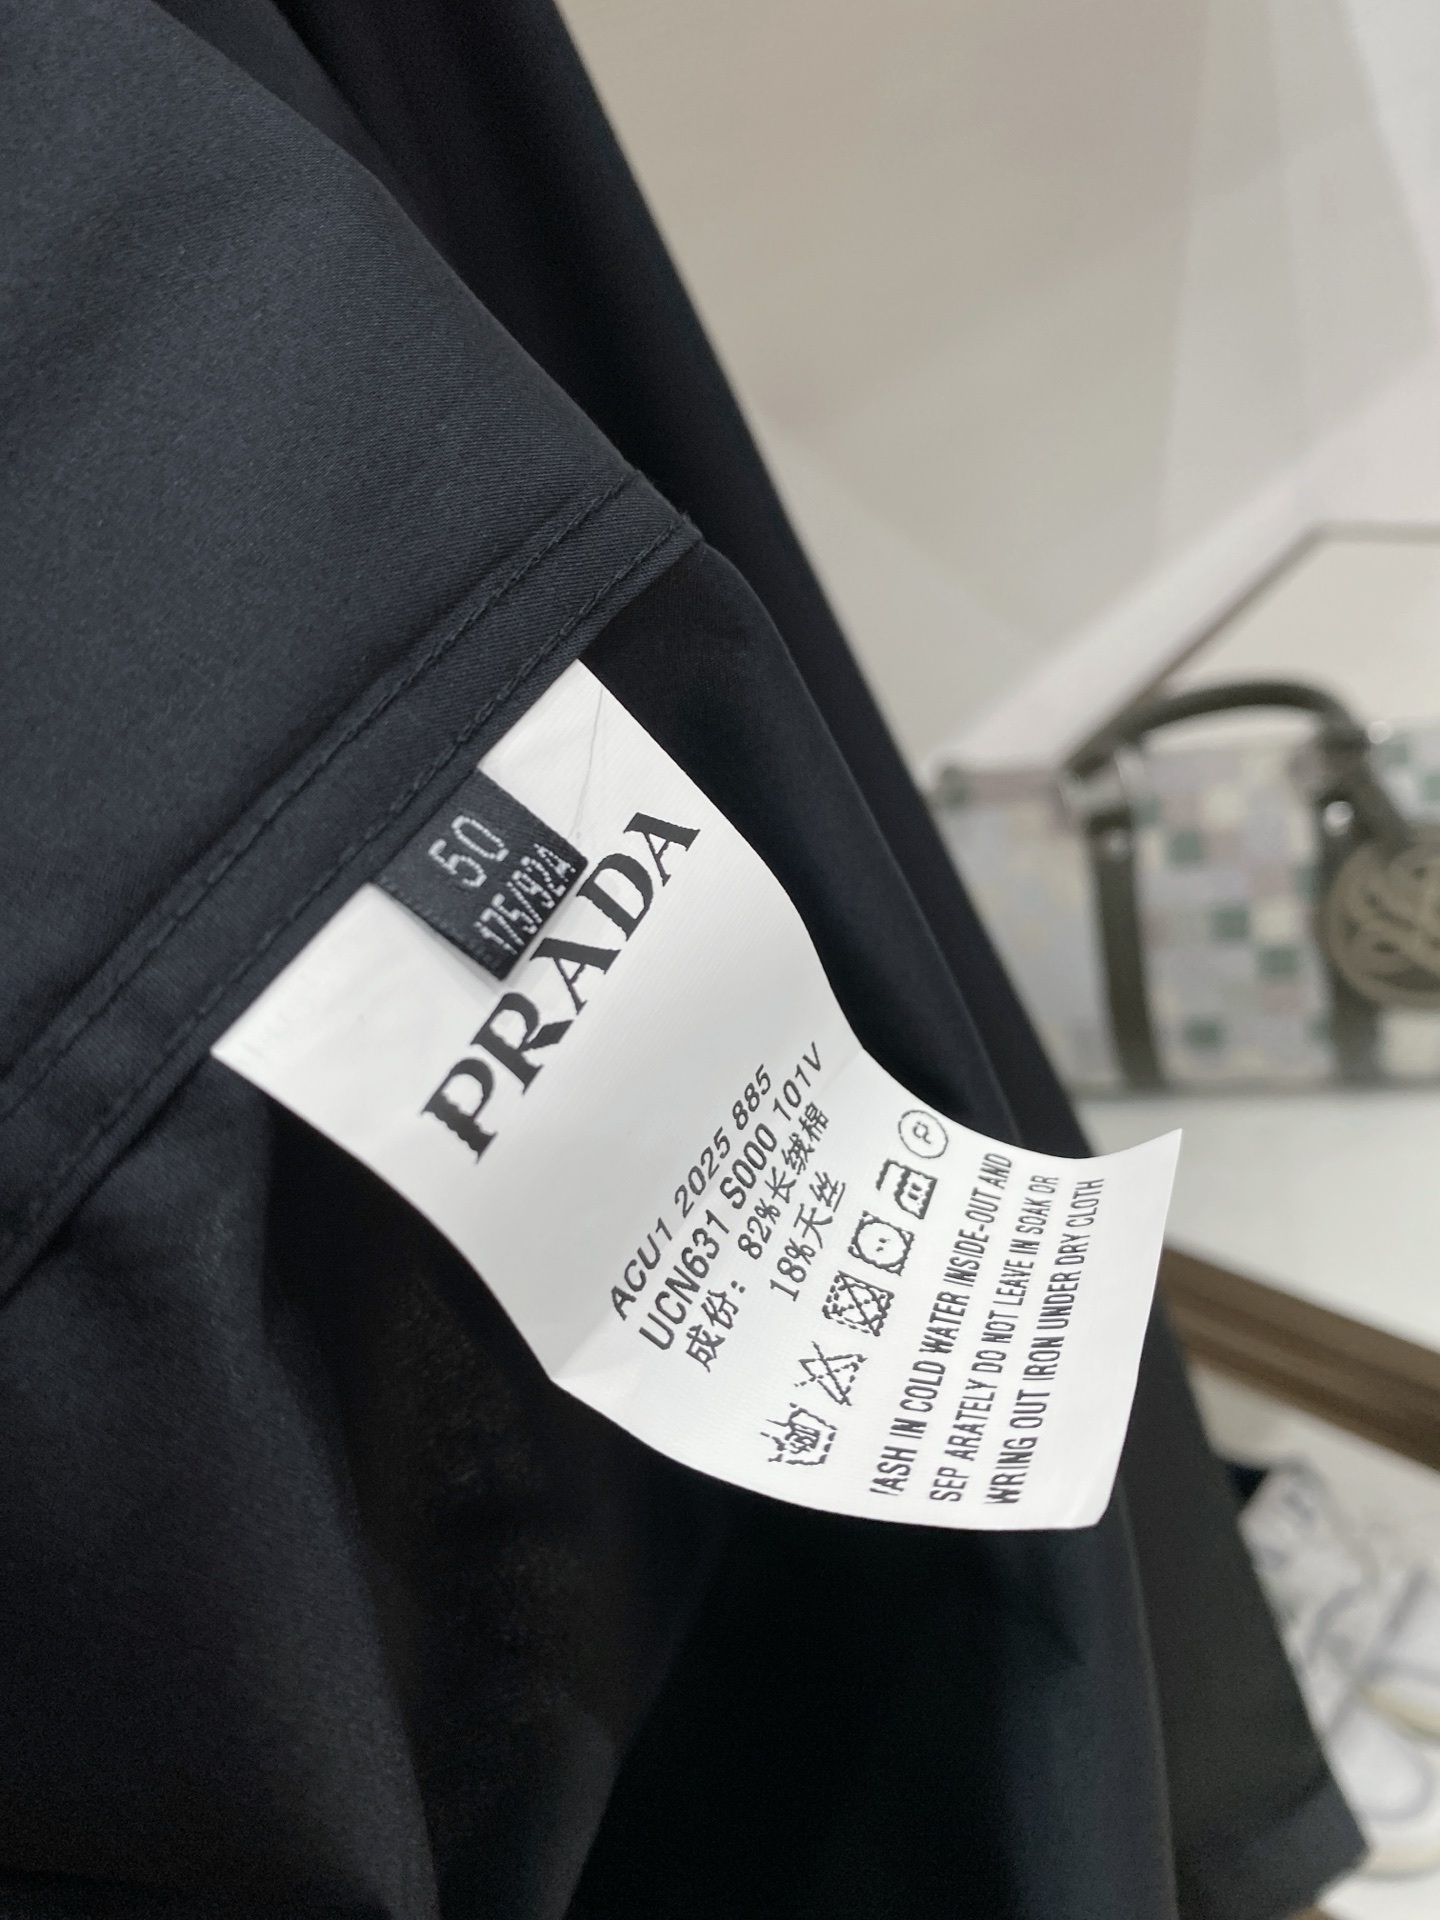 50
175/92A
PRADA
ACU1 2025 885
UCN631 S000 101V
成份：82%长绒棉
18%天丝
P
ASH IN COLD WATER INSIDE-OUT AND
SEP ARATELY DO NOT LEAVE IN SOAK OR
WRING OUT IRON UNDER DRY CLOTH